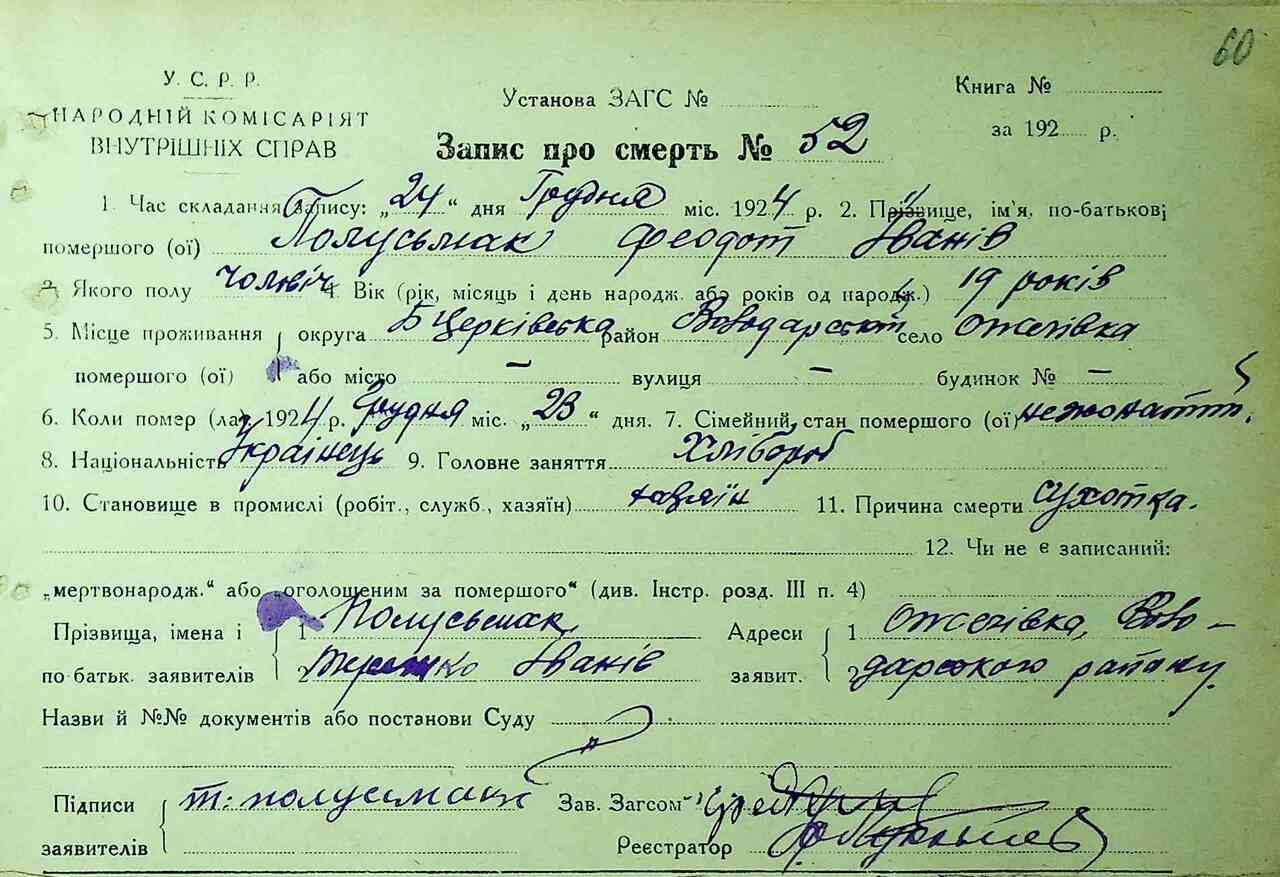 60
У. С. Р. Р.
НАРОДНІЙ КОМІСАРІЯТ
ВНУТРІШНІХ СПРАВ
Установа ЗАГС №
Книга №
за 192 р.
Запис про смерть № 52
1. Час складання запису: „24“ дня Грудня міс. 1924 р. 2. Прізвище, ім'я, по-батькові
помершого (ої) Полусьмак Феодот Іванів
3. Якого полу чоловіч 4. Вік (рік, місяць і день народж. або років од народж.) 19 років
5. Місце проживання округа Б Церківська район Володарськ село Ожегівка
помершого (ої) або місто – вулиця – будинок № –
6. Коли помер (ла) 1924 р. Грудня міс. „23“ дня. 7. Сімейний стан помершого (ої) нежонатт.
8. Національність Українець 9. Головне заняття Хлібороб
10. Становище в промислі (робіт., служб., хазяїн) хазяїн 11. Причина смерти сухотка.
12. Чи не є записаний:
„мертвонародж.“ або „оголошеним за помершого“ (див. Інстр. розд. III п. 4)
Прізвища, імена і по-батьк. заявителів 1 Полусьмак 2 Іванів
Адреси заявит. 1 Ожегівка, Воло- 2 дарського району
Назви й №№ документів або постанови Суду
Підписи заявителів т. полусмак
Зав. Загсом
Реєстратор